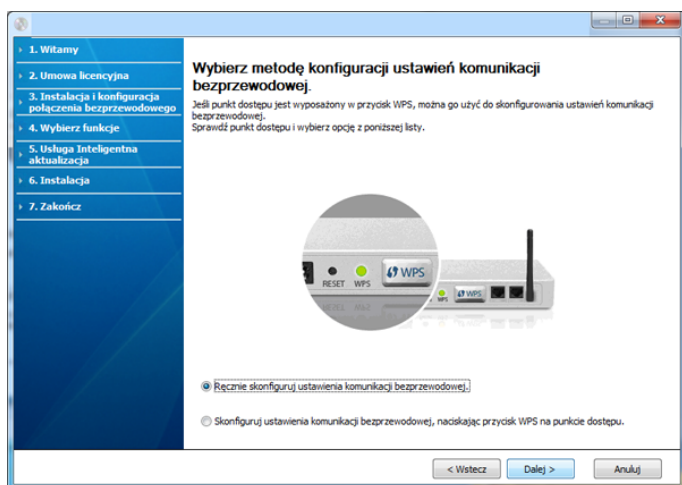 1. Witamy
2. Umowa licencyjna
3. Instalacja i konfiguracja
połączenia bezprzewodowego
4. Wybierz funkcje
5. Usługa Inteligentna
aktualizacja
6. Instalacja
7. Zakończ
Wybierz metodę konfiguracji ustawień komunikacji
bezprzewodowej.
Jeśli punkt dostępu jest wyposażony w przycisk WPS, można go użyć do skonfigurowania ustawień komunikacji
bezprzewodowej.
Sprawdź punkt dostępu i wybierz opcję z poniższej listy.
RESET WPS WPS
WPS WPS
Ręcznie skonfiguruj ustawienia komunikacji bezprzewodowej.
Skonfiguruj ustawienia komunikacji bezprzewodowej, naciskając przycisk WPS na punkcie dostępu.
< Wstecz Dalej > Anuluj